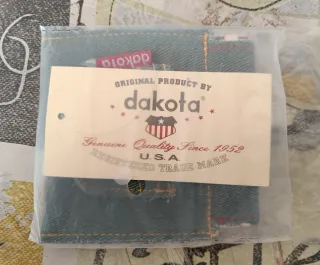 dakota
ORIGINAL PRODUCT BY
dakota®
Genuine Quality Since 1952
U.S.A
REGISTERED TRADE MARK